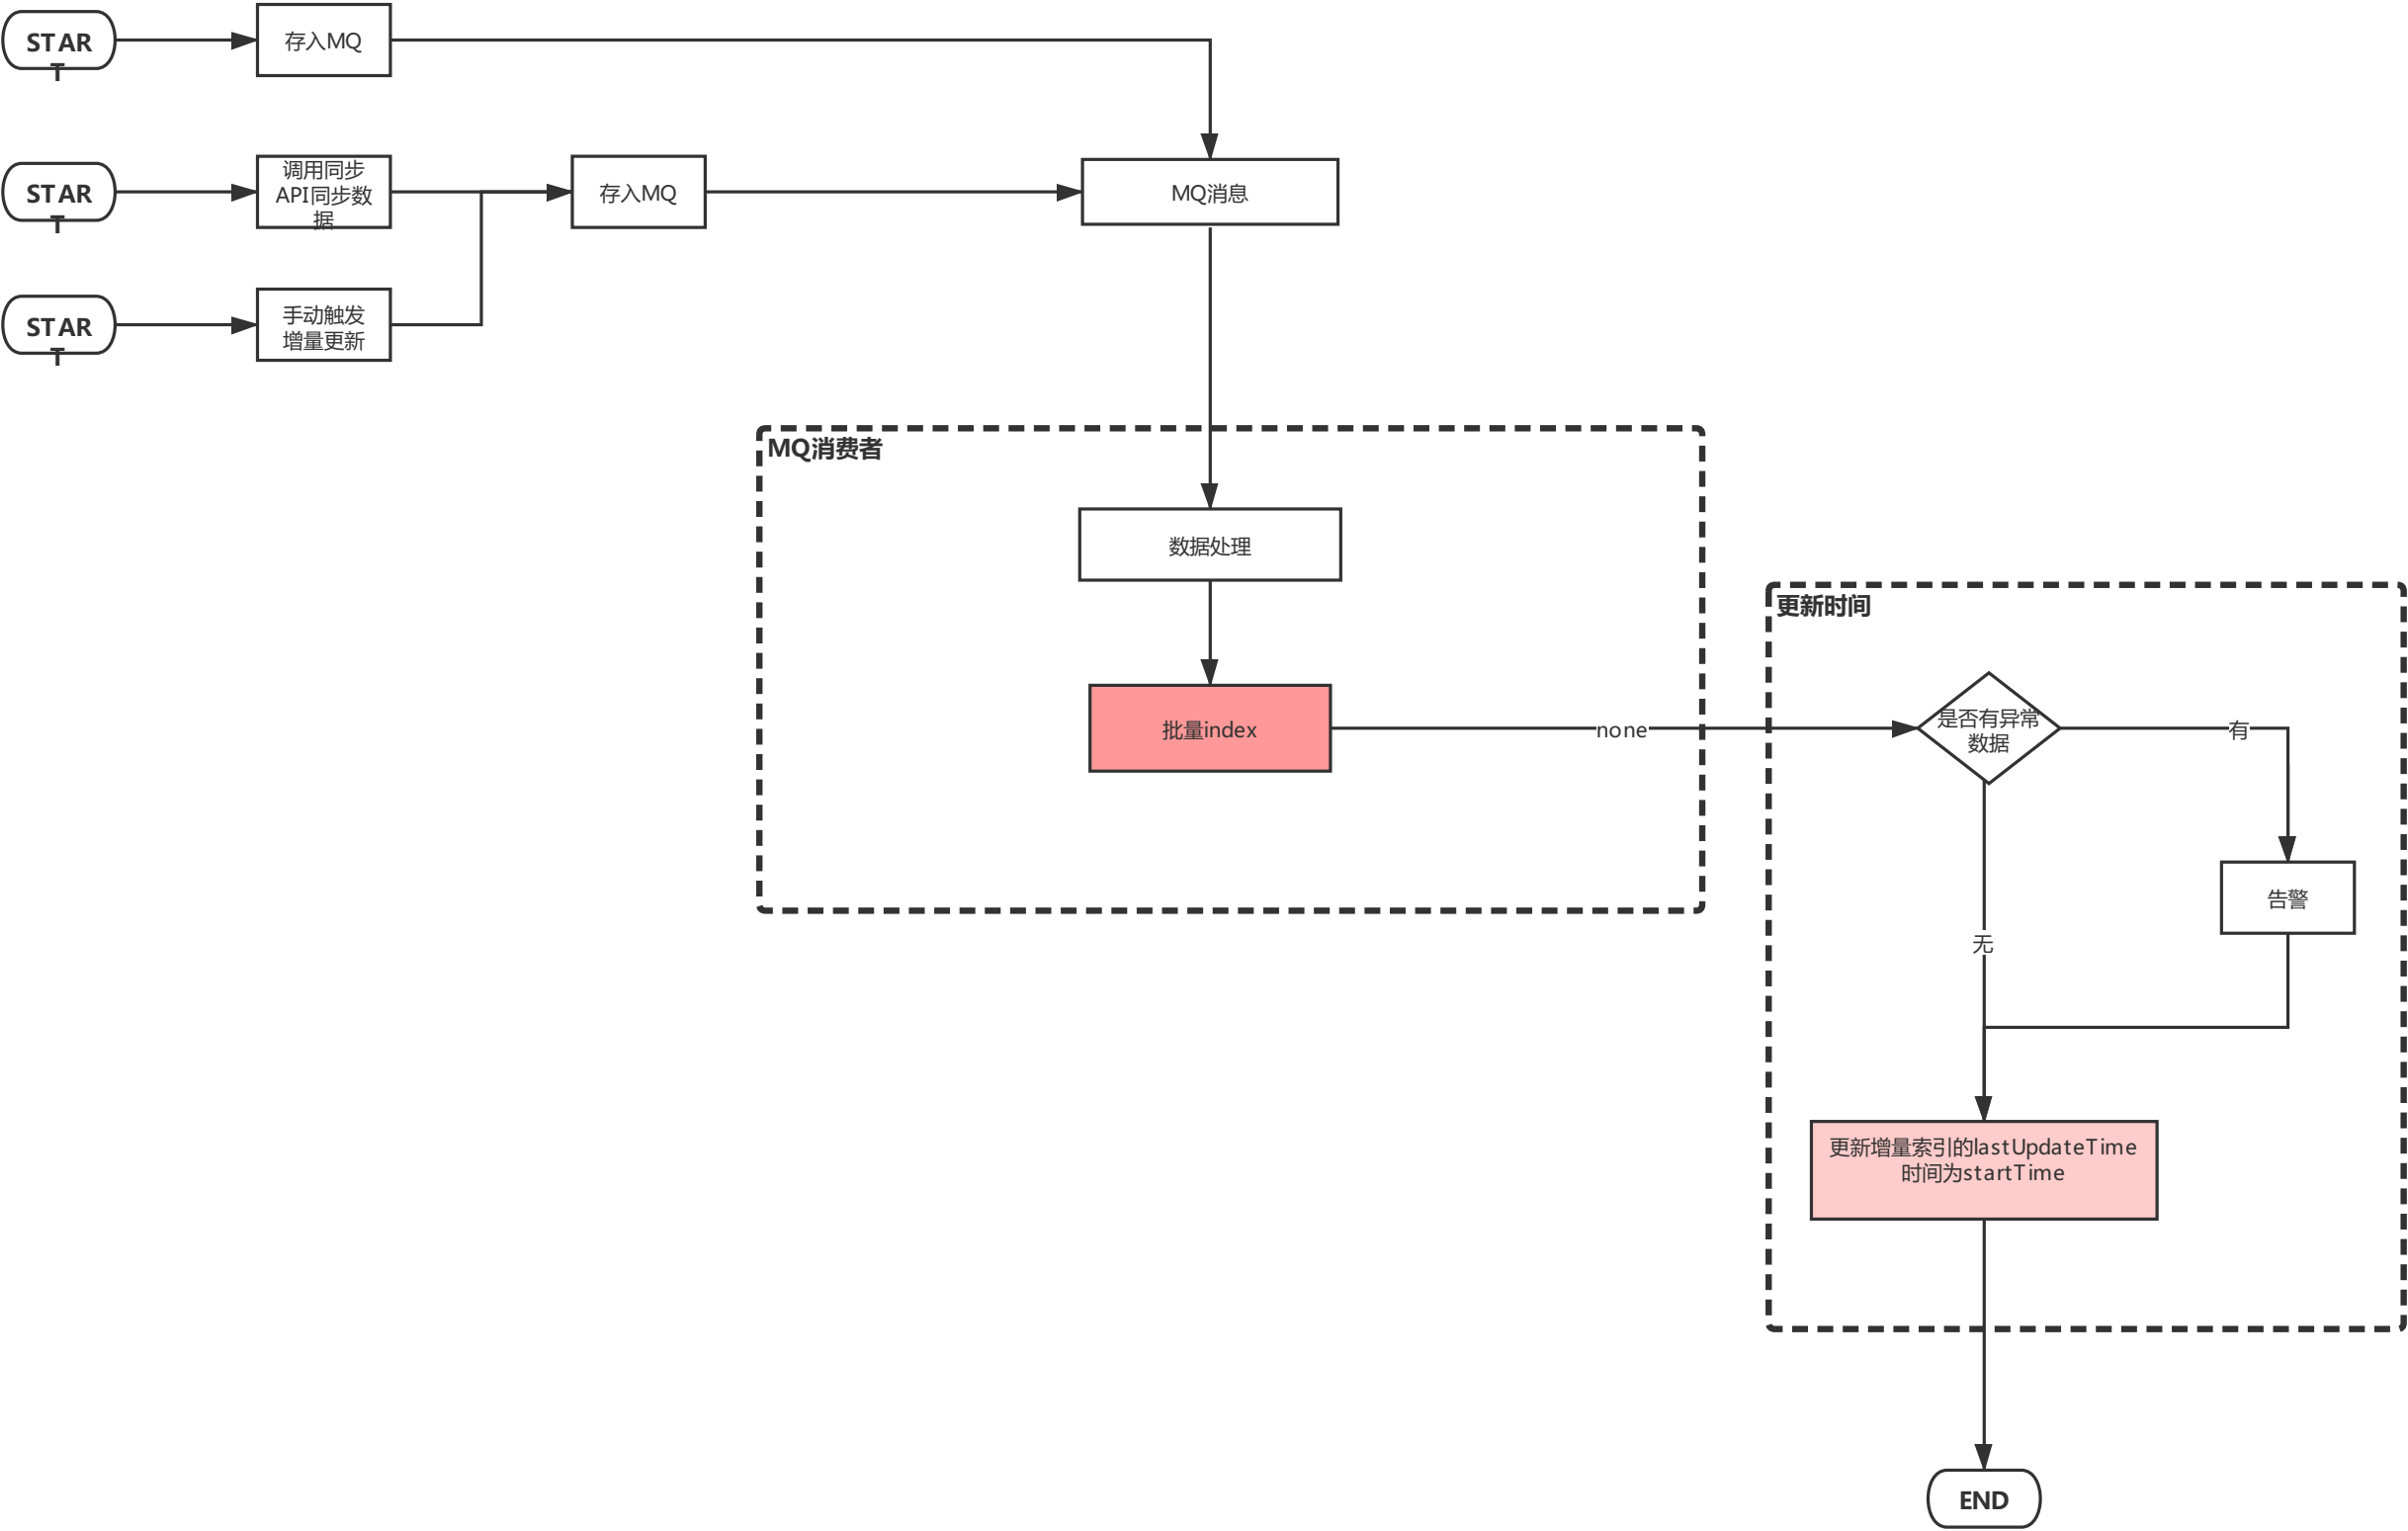 STAR
T
存入MQ
STAR
T
调用同步
API同步数
据
存入MQ
MQ消息
STAR
T
手动触发
增量更新
MQ消费者
数据处理
批量index
none
更新时间
是否有异常
数据
有
告警
无
更新增量索引的lastUpdateTime
时间为startTime
END